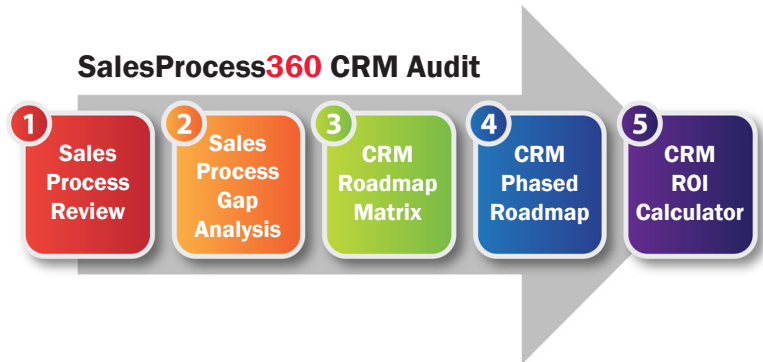 SalesProcess360 CRM Audit
1
Sales
Process
Review
2
Sales
Process
Gap
Analysis
3
CRM
Roadmap
Matrix
4
CRM
Phased
Roadmap
5
CRM
ROI
Calculator